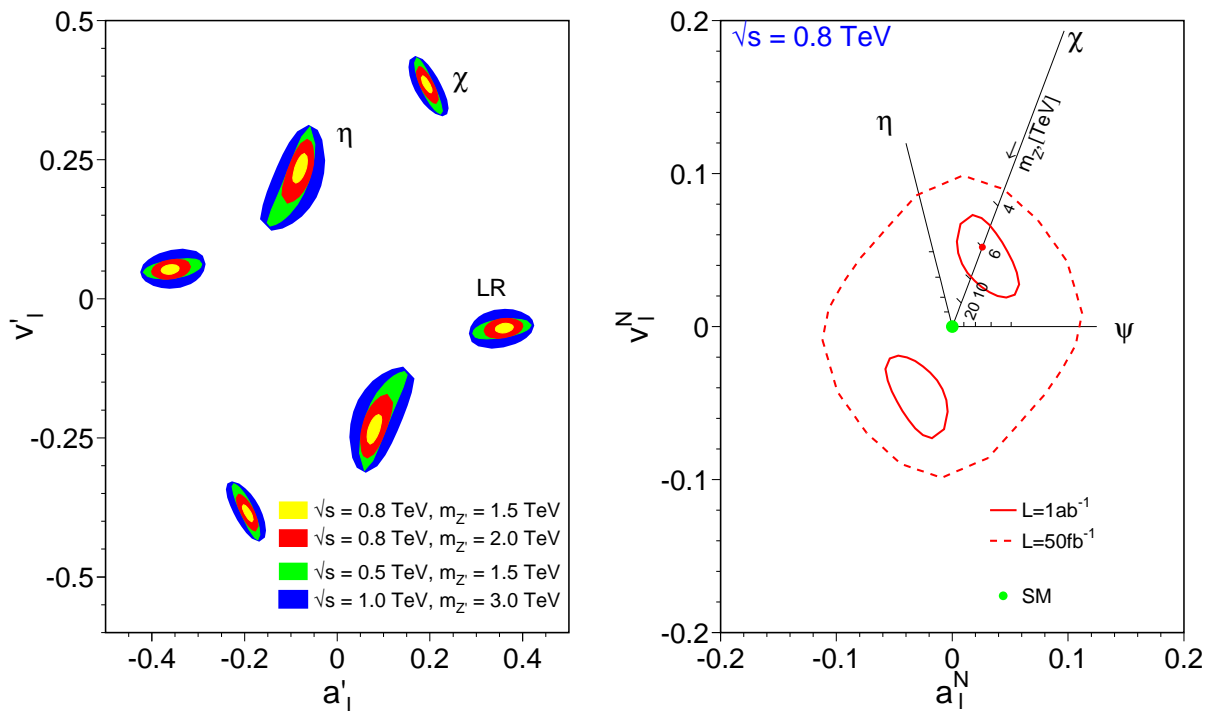 0.5
0.25
0
-0.25
-0.5
v'l
χ
η
LR
√s = 0.8 TeV, mZ' = 1.5 TeV
√s = 0.8 TeV, mZ' = 2.0 TeV
√s = 0.5 TeV, mZ' = 1.5 TeV
√s = 1.0 TeV, mZ' = 3.0 TeV
-0.4 -0.2 0 0.2 0.4
a'l
0.2
0.1
0
-0.1
-0.2
vlN
√s = 0.8 TeV
χ
η
← mZ' [TeV]
4
6
10
20
ψ
L=1ab-1
L=50fb-1
SM
-0.2 -0.1 0 0.1 0.2
alN